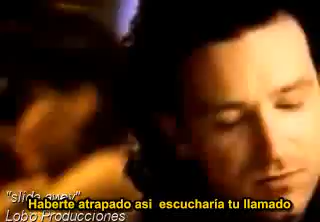 "slide away"
Lobo Producciones
Haberte atrapado asi escucharía tu llamado